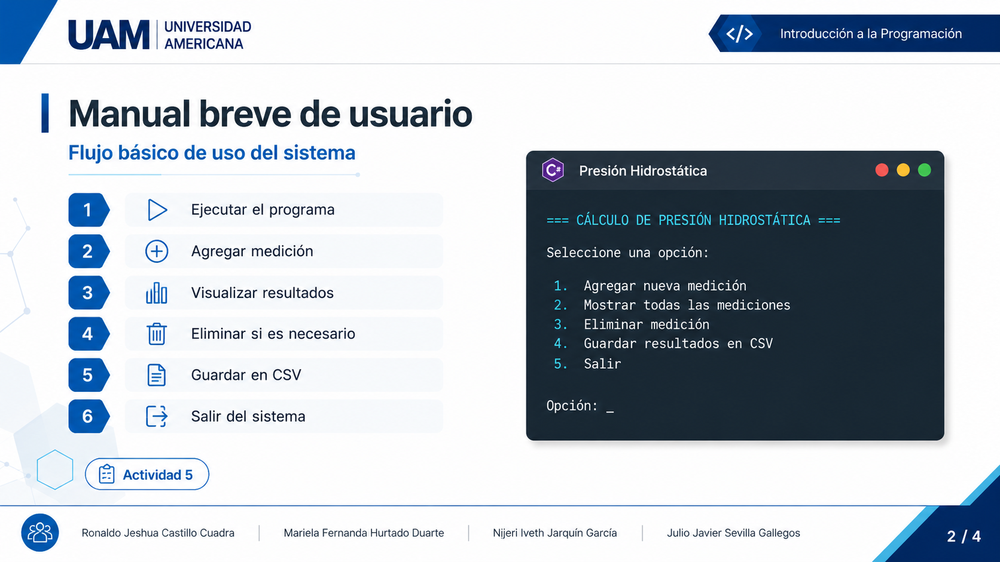 UAM
UNIVERSIDAD
AMERICANA
</> Introducción a la Programación
Manual breve de usuario
Flujo básico de uso del sistema
1 Ejecutar el programa
2 Agregar medición
3 Visualizar resultados
4 Eliminar si es necesario
5 Guardar en CSV
6 Salir del sistema
Actividad 5
C# Presión Hidrostática
=== CÁLCULO DE PRESIÓN HIDROSTÁTICA ===
Seleccione una opción:
1. Agregar nueva medición
2. Mostrar todas las mediciones
3. Eliminar medición
4. Guardar resultados en CSV
5. Salir
Opción: _
Ronaldo Jeshua Castillo Cuadra
Mariela Fernanda Hurtado Duarte
Nijeri Iveth Jarquín García
Julio Javier Sevilla Gallegos
2 / 4